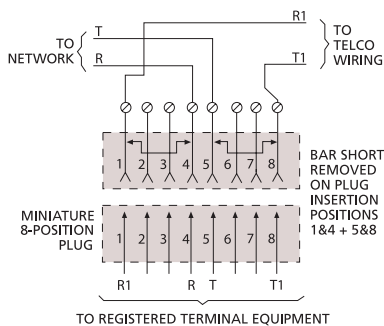 R1
TO
NETWORK
T
R
TO
TELCO
WIRING
T1
1 2 3 4 5 6 7 8
BAR SHORT
REMOVED
ON PLUG
INSERTION
POSITIONS
1&4 + 5&8
MINIATURE
8-POSITION
PLUG
1 2 3 4 5 6 7 8
R1 R T T1
TO REGISTERED TERMINAL EQUIPMENT